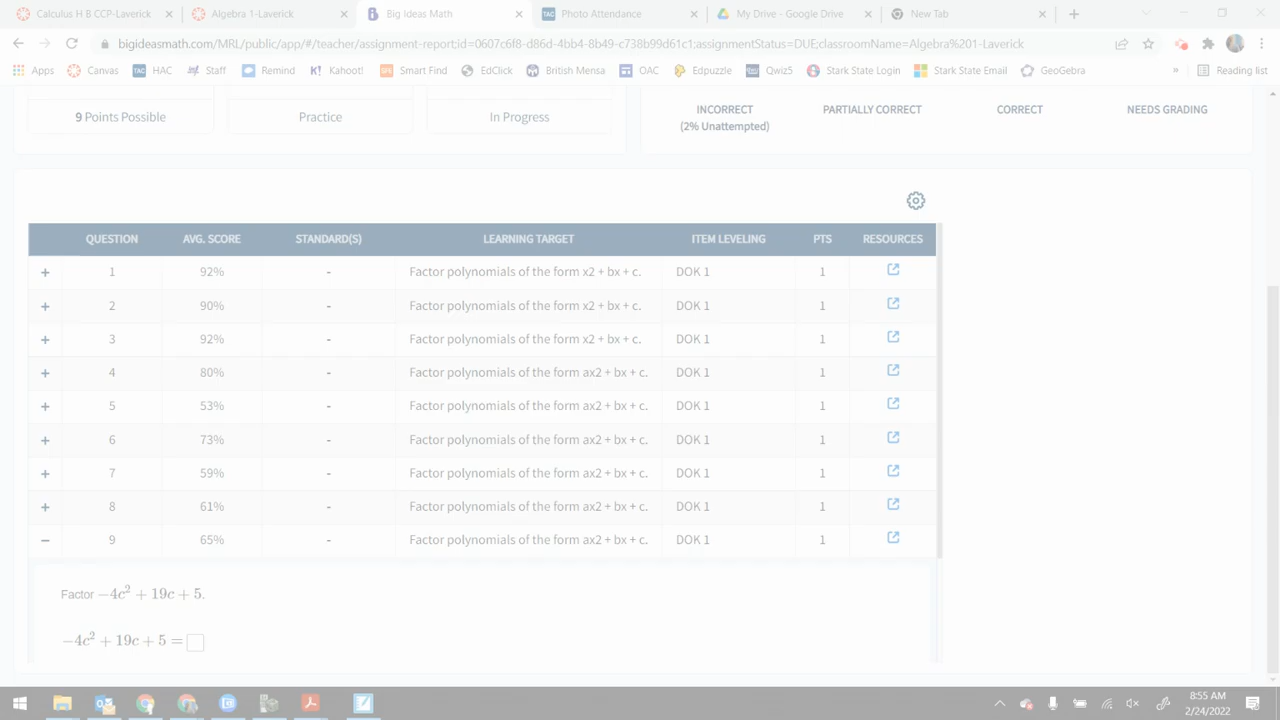 Calculus H B CCP-Laverick
Algebra 1-Laverick
Big Ideas Math
TAC
Photo Attendance
My Drive - Google Drive
New Tab
bigideasmath.com/MRL/public/app/#/teacher/assignment-report;id=0607c6f8-d86d-4bb4-8b49-c738b99d61c1;assignmentStatus=DUE;classroomName=Algebra%201-Laverick
Apps Canvas TAC HAC Staff Remind K! Kahoot! SFE Smart Find EdClick British Mensa OAC Edpuzzle Qwiz5 Stark State Login Stark State Email GeoGebra » Reading list
INCORRECT PARTIALLY CORRECT CORRECT NEEDS GRADING
9 Points Possible Practice In Progress
(2% Unattempted)
QUESTION AVG. SCORE STANDARD(S) LEARNING TARGET ITEM LEVELING PTS RESOURCES
+ 1 92% - Factor polynomials of the form x2 + bx + c. DOK 1 1
+ 2 90% - Factor polynomials of the form x2 + bx + c. DOK 1 1
+ 3 92% - Factor polynomials of the form x2 + bx + c. DOK 1 1
+ 4 80% - Factor polynomials of the form ax2 + bx + c. DOK 1 1
+ 5 53% - Factor polynomials of the form ax2 + bx + c. DOK 1 1
+ 6 73% - Factor polynomials of the form ax2 + bx + c. DOK 1 1
+ 7 59% - Factor polynomials of the form ax2 + bx + c. DOK 1 1
+ 8 61% - Factor polynomials of the form ax2 + bx + c. DOK 1 1
− 9 65% - Factor polynomials of the form ax2 + bx + c. DOK 1 1
Factor −4c² + 19c + 5.
−4c² + 19c + 5 =
8:55 AM
2/24/2022